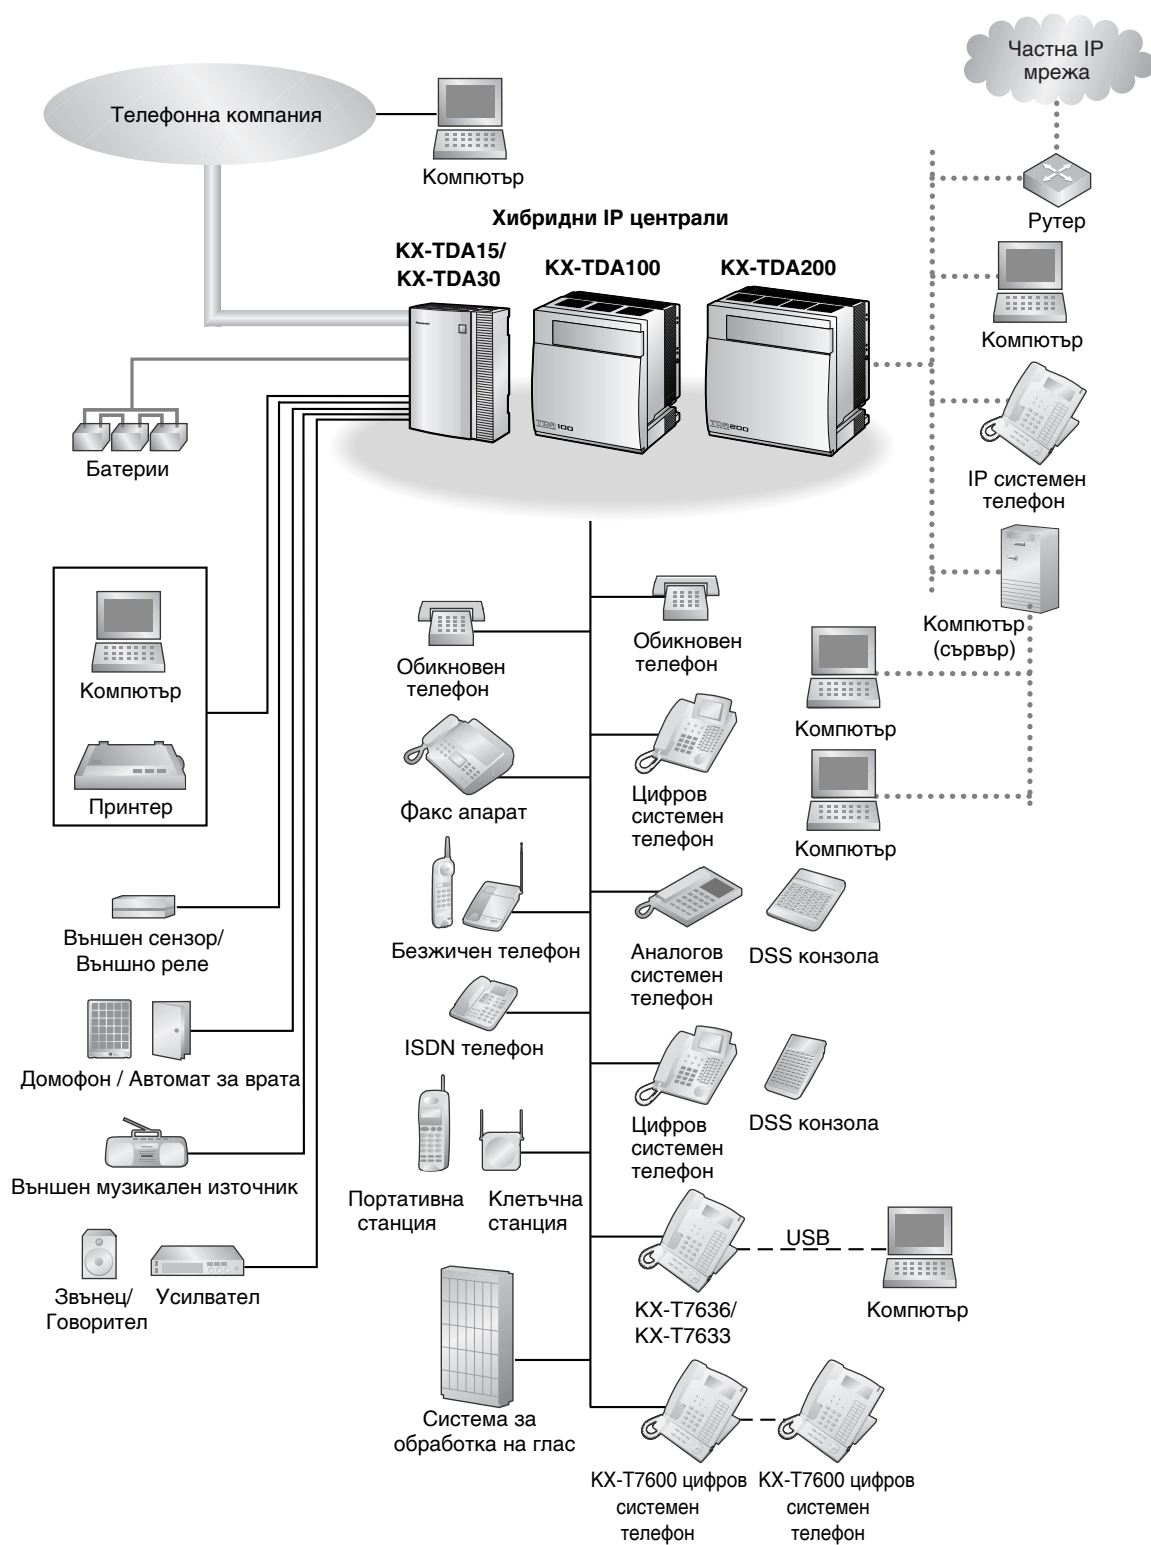 Частна IP
мрежа
Телефонна компания
Компютър
Рутер
Хибридни IP централи
KX-TDA15/
KX-TDA30
KX-TDA100
KX-TDA200
Panasonic
TDA100
TDA200
Компютър
Батерии
IP системен
телефон
Компютър
(сървър)
Компютър
Принтер
Обикновен
телефон
Обикновен
телефон
Компютър
Компютър
Факс апарат
Цифров
системен
телефон
Външен сензор/
Външно реле
Безжичен телефон
Аналогов
системен
телефон
DSS конзола
ISDN телефон
Домофон / Автомат за врата
Цифров
системен
телефон
DSS конзола
Външен музикален източник
Портативна
станция
Клетъчна
станция
USB
Звънец/
Говорител
Усилвател
KX-T7636/
KX-T7633
Компютър
Система за
обработка на глас
KX-T7600 цифров
системен
телефон
KX-T7600 цифров
системен
телефон